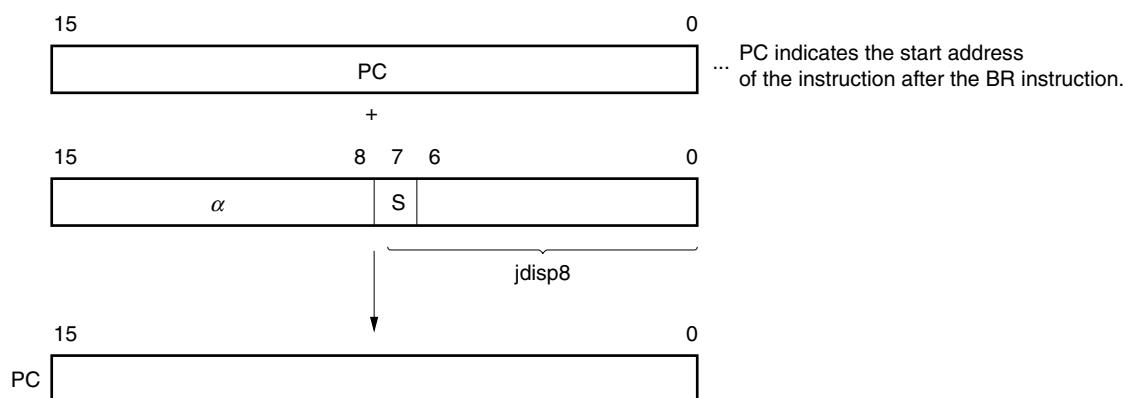 15 0
PC
... PC indicates the start address
of the instruction after the BR instruction.
+
15 8 7 6 0
α S
jdisp8
15 0
PC